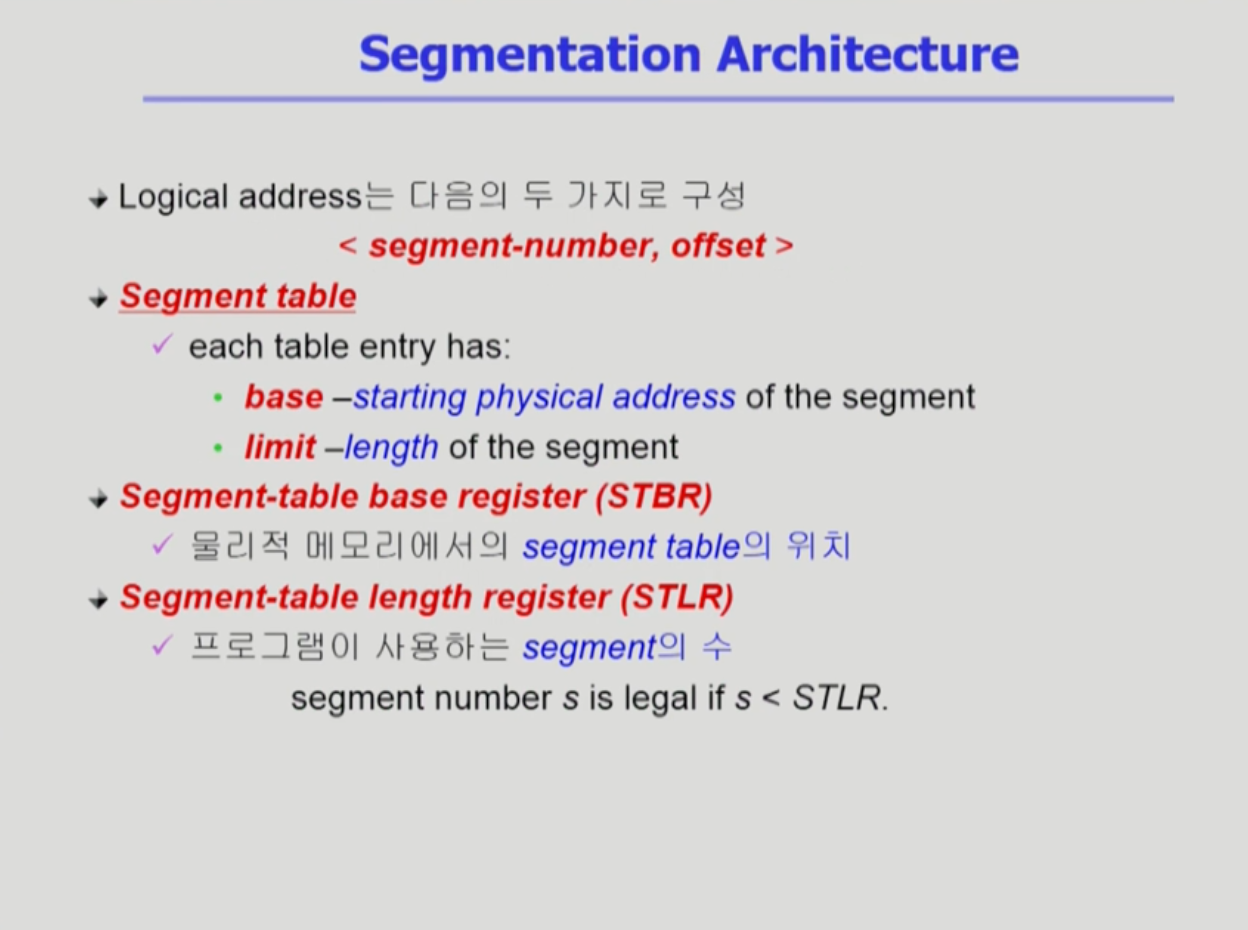 Segmentation Architecture
Logical address는 다음의 두 가지로 구성
< segment-number, offset >
Segment table
✓ each table entry has:
• base –starting physical address of the segment
• limit –length of the segment
Segment-table base register (STBR)
✓ 물리적 메모리에서의 segment table의 위치
Segment-table length register (STLR)
✓ 프로그램이 사용하는 segment의 수
segment number s is legal if s < STLR.